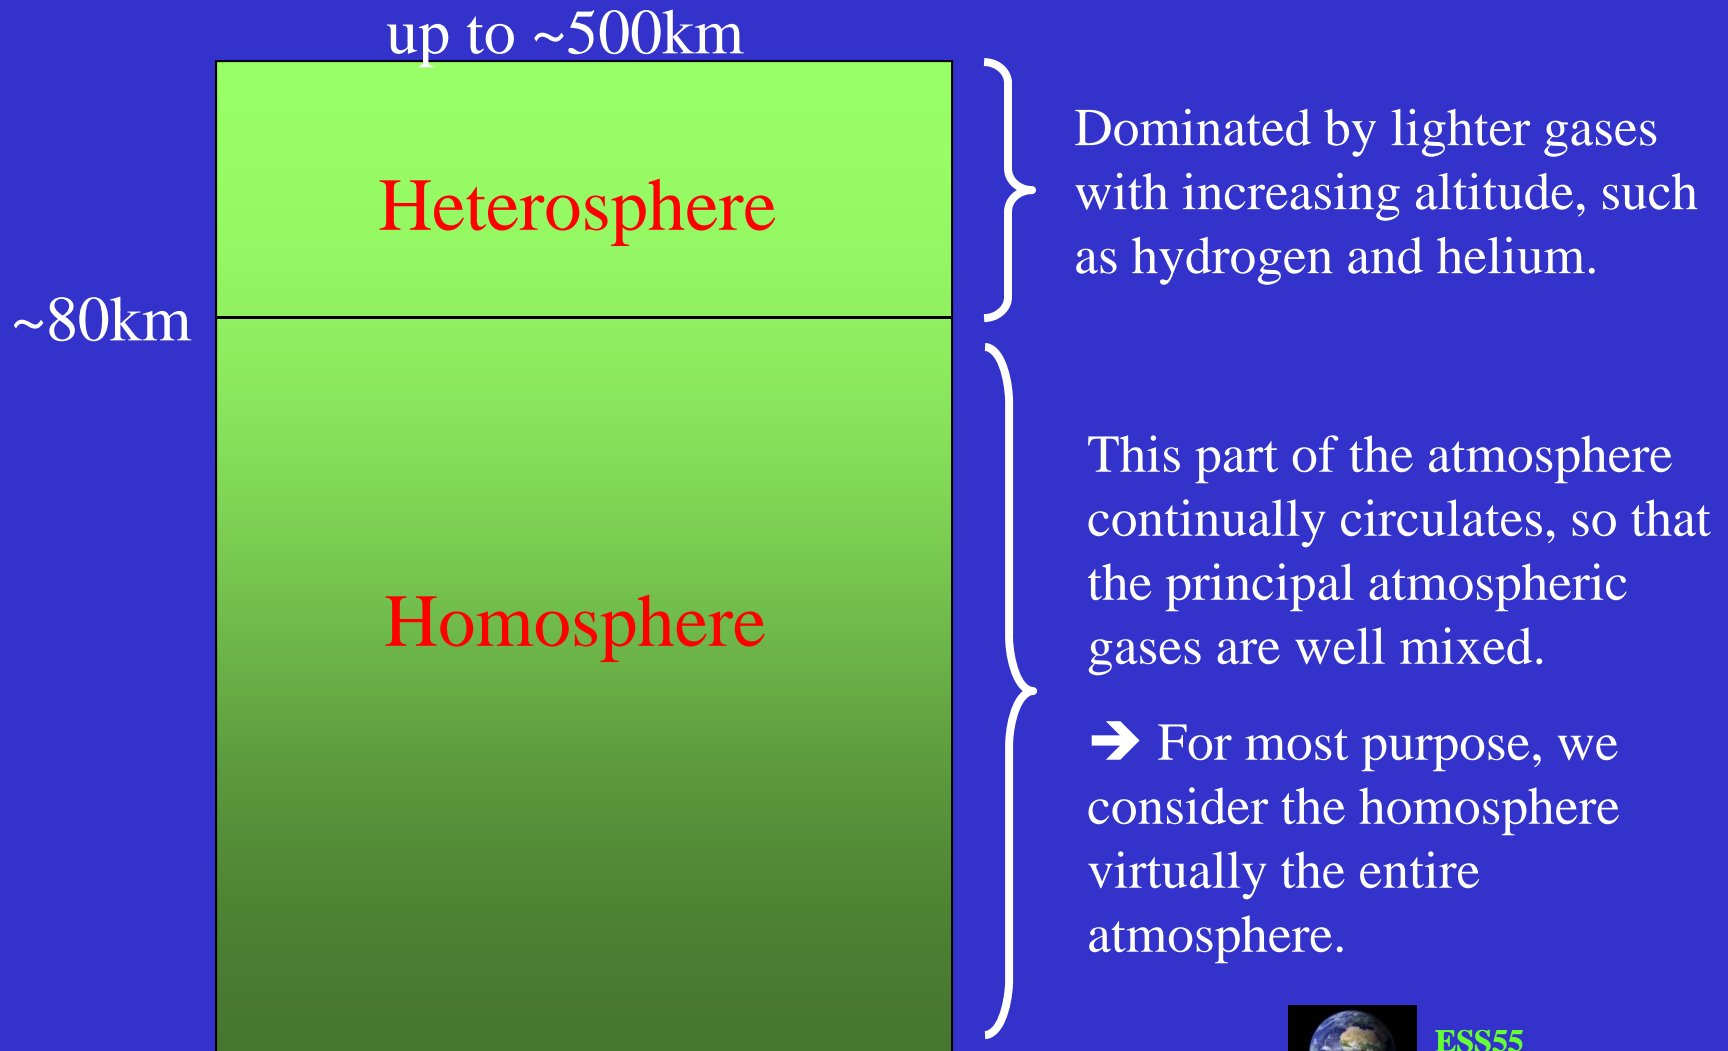 up to ~500km
Heterosphere
Dominated by lighter gases
with increasing altitude, such
as hydrogen and helium.
~80km
Homosphere
This part of the atmosphere
continually circulates, so that
the principal atmospheric
gases are well mixed.
➔ For most purpose, we
consider the homosphere
virtually the entire
atmosphere.
ESS55